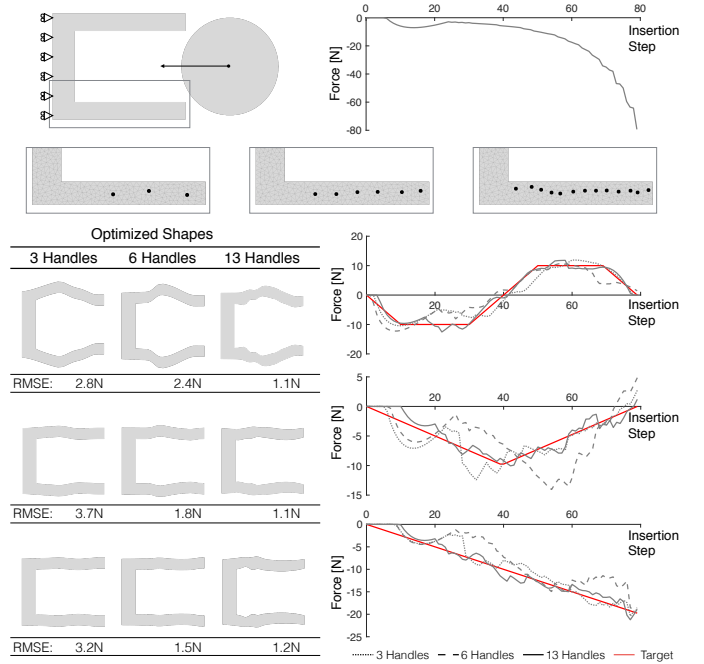 0 20 40 60 80
0
-20
-40
-60
-80
Force [N]
Insertion
Step
Optimized Shapes
3 Handles 6 Handles 13 Handles
RMSE: 2.8N 2.4N 1.1N
RMSE: 3.7N 1.8N 1.1N
RMSE: 3.2N 1.5N 1.2N
20
10
0
-10
-20
20 40 60
Force [N]
Insertion
Step
5
0
-5
-10
-15
20 40 60
Force [N]
Insertion
Step
0 20 40 60 80
0
-5
-10
-15
-20
-25
Force [N]
Insertion
Step
3 Handles 6 Handles 13 Handles Target